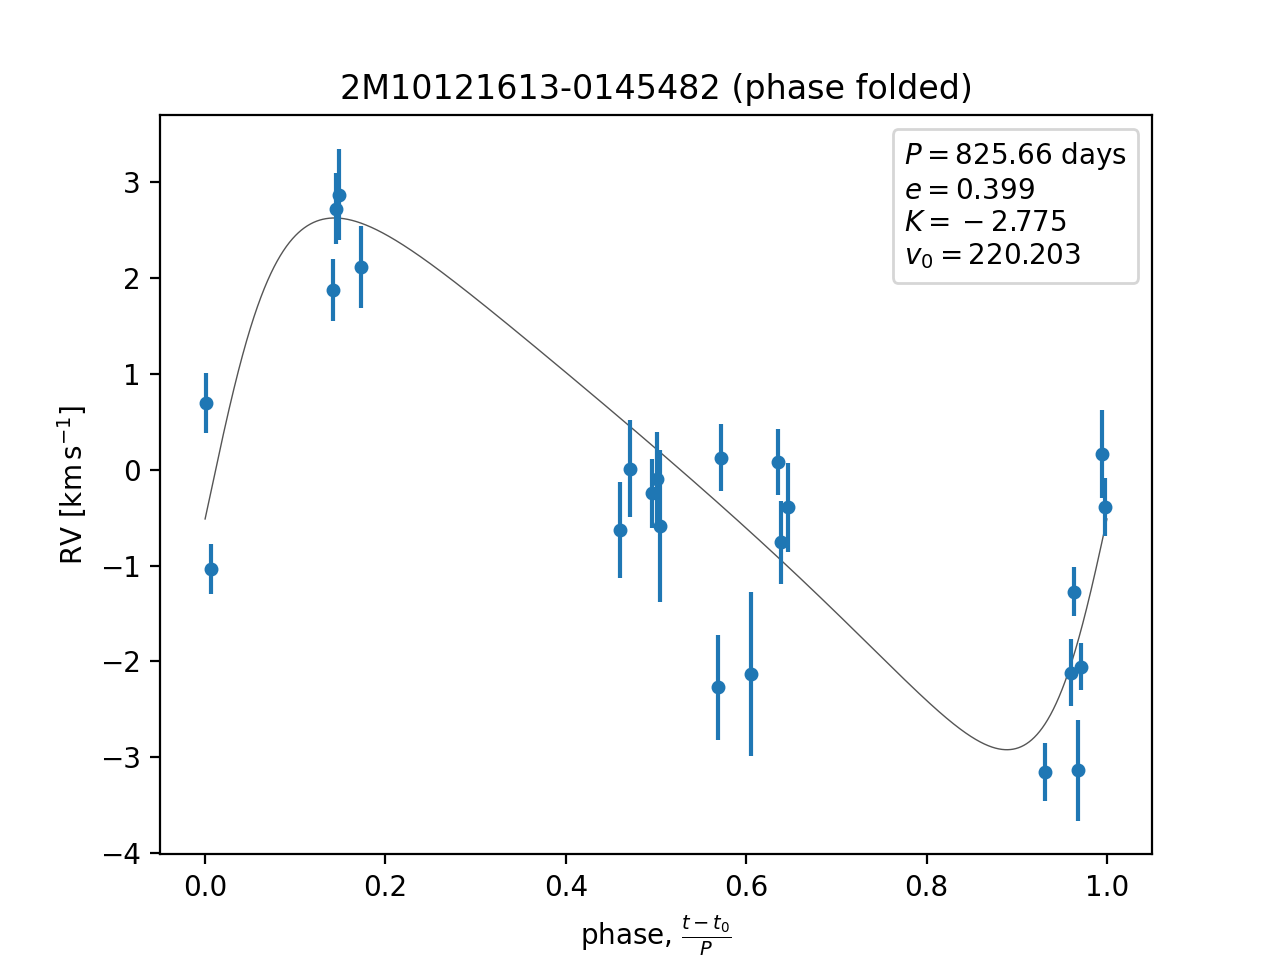 2M10121613-0145482 (phase folded)
P = 825.66 days
e = 0.399
K = −2.775
v₀ = 220.203
RV [km s⁻¹]
3
2
1
0
−1
−2
−3
−4
0.0 0.2 0.4 0.6 0.8 1.0
phase, (t − t₀)/P